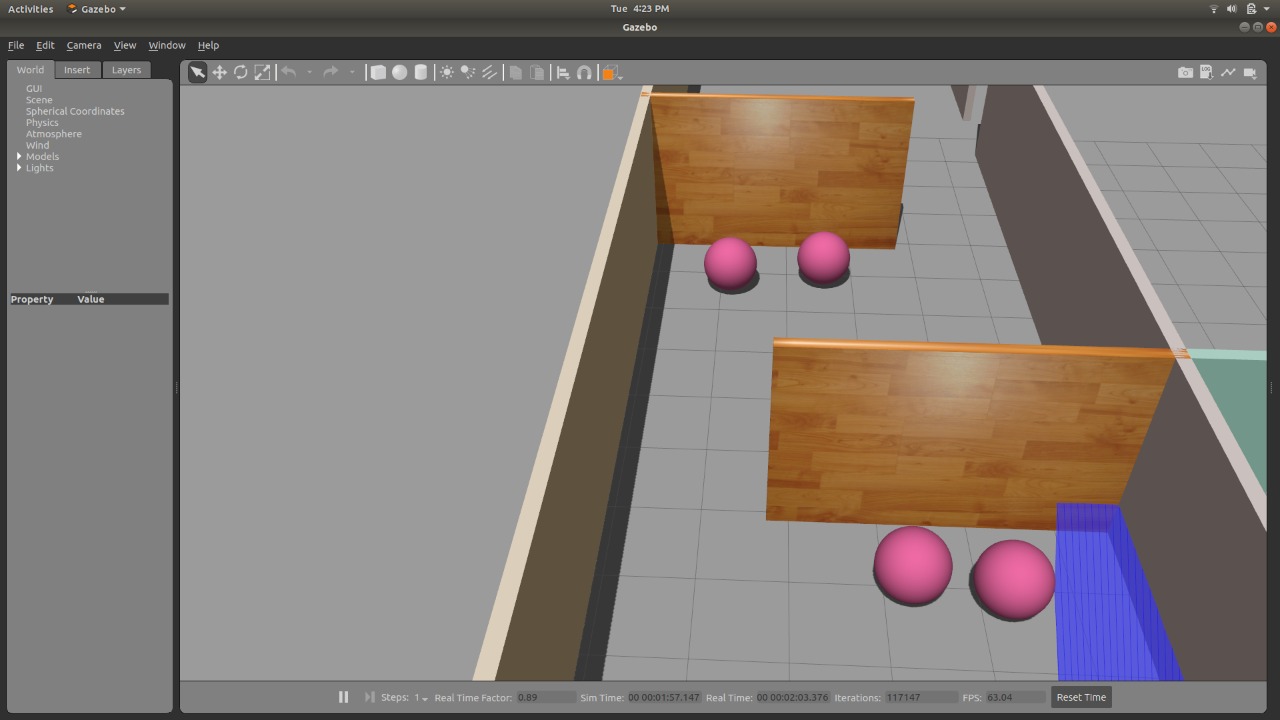 Activities Gazebo Tue 4:23 PM
Gazebo
File Edit Camera View Window Help
World Insert Layers
GUI
Scene
Spherical Coordinates
Physics
Atmosphere
Wind
Models
Lights
Property Value
Steps: 1 Real Time Factor: 0.89 Sim Time: 00 00:01:57.147 Real Time: 00 00:02:03.376 Iterations: 117147 FPS: 63.04 Reset Time